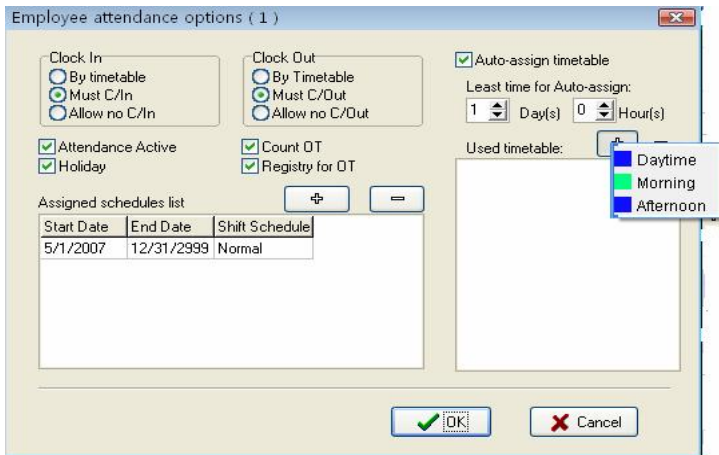 Employee attendance options ( 1 )
Clock In
By timetable
Must C/In
Allow no C/In
Clock Out
By Timetable
Must C/Out
Allow no C/Out
Attendance Active
Count OT
Holiday
Registry for OT
Assigned schedules list
Start Date End Date Shift Schedule
5/1/2007 12/31/2999 Normal
Auto-assign timetable
Least time for Auto-assign:
1 Day(s) 0 Hour(s)
Used timetable:
Daytime
Morning
Afternoon
OK
Cancel